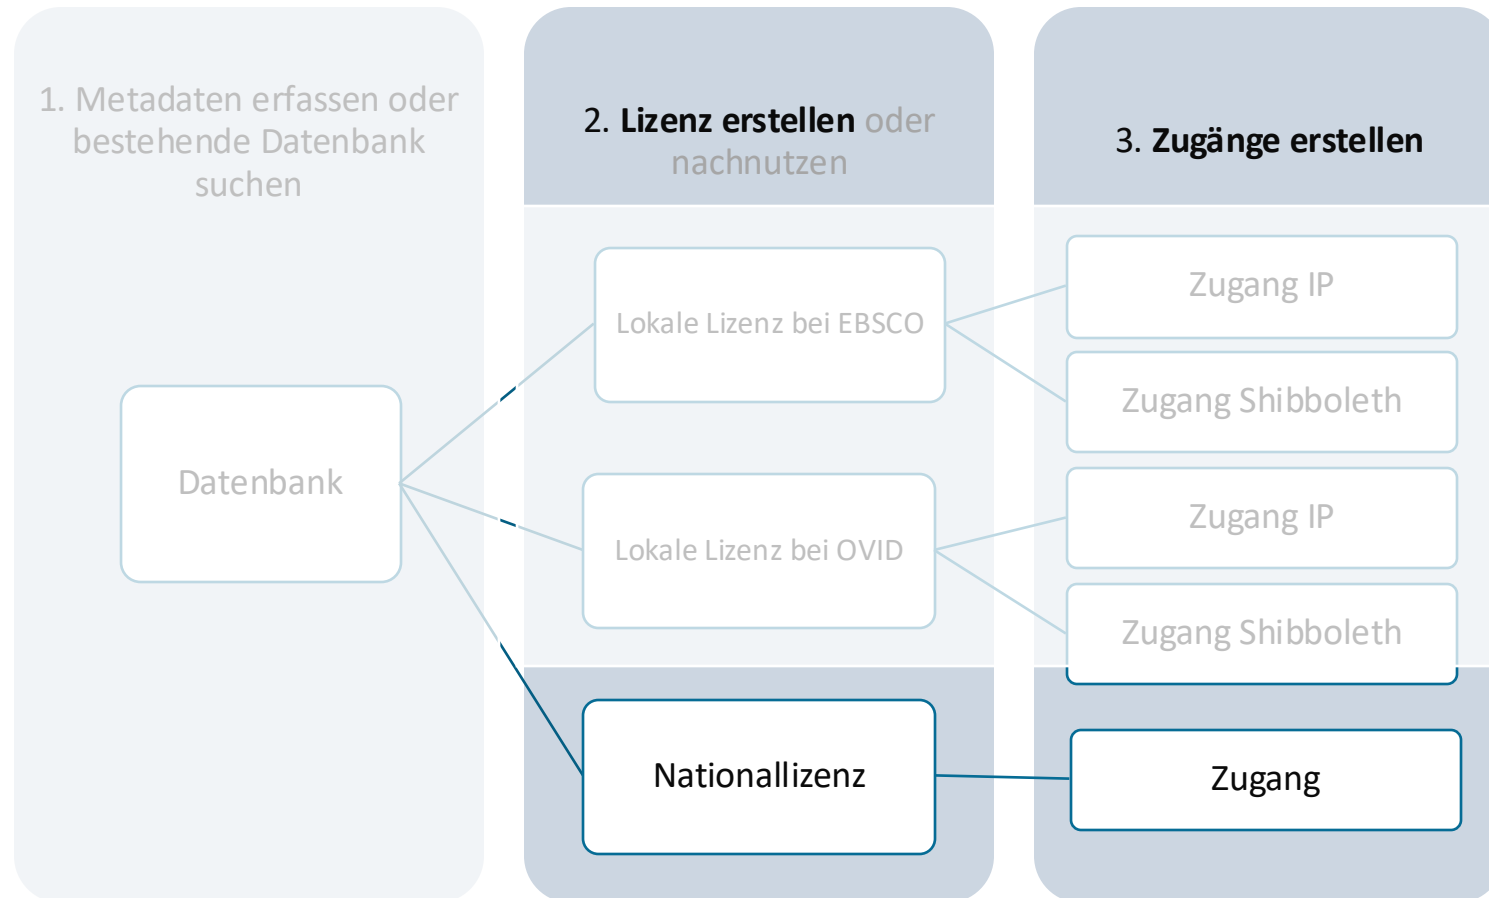 1. Metadaten erfassen oder
bestehende Datenbank
suchen
Datenbank
2. Lizenz erstellen oder
nachnutzen
Lokale Lizenz bei EBSCO
Lokale Lizenz bei OVID
Nationallizenz
3. Zugänge erstellen
Zugang IP
Zugang Shibboleth
Zugang IP
Zugang Shibboleth
Zugang